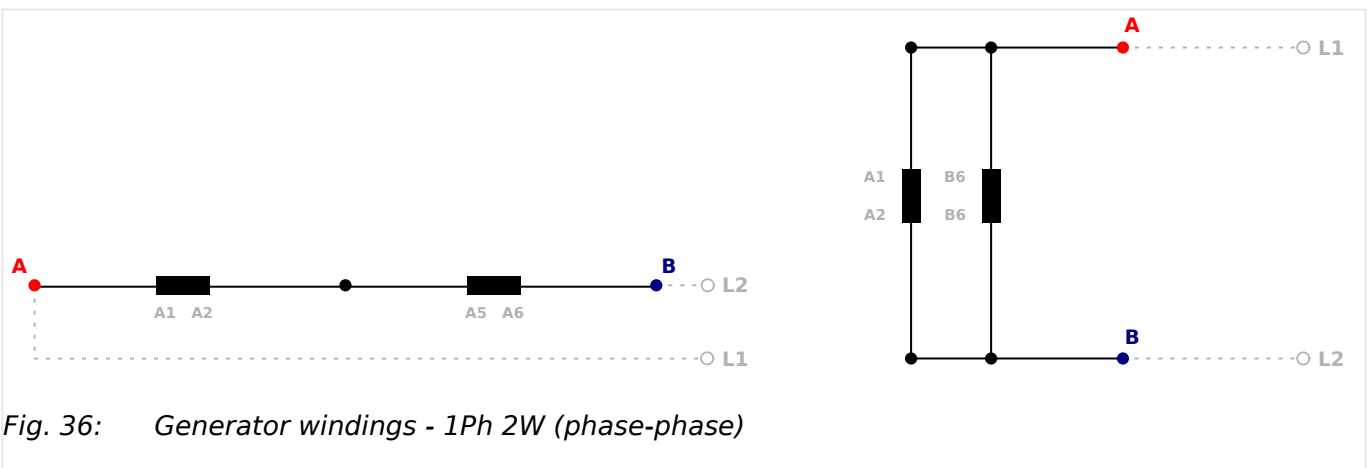 A
L1
A1 B6
A2 B6
A
B
L2
A1 A2
A5 A6
L1
B
L2
Fig. 36: Generator windings - 1Ph 2W (phase-phase)